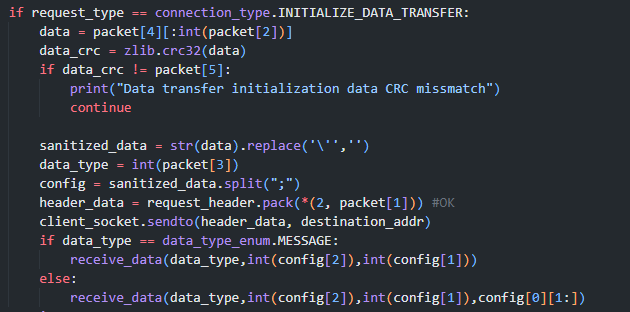 if request_type == connection_type.INITIALIZE_DATA_TRANSFER:
    data = packet[4][:int(packet[2])]
    data_crc = zlib.crc32(data)
    if data_crc != packet[5]:
        print("Data transfer initialization data CRC missmatch")
        continue

    sanitized_data = str(data).replace('\'','')
    data_type = int(packet[3])
    config = sanitized_data.split(";")
    header_data = request_header.pack(*(2, packet[1])) #OK
    client_socket.sendto(header_data, destination_addr)
    if data_type == data_type_enum.MESSAGE:
        receive_data(data_type,int(config[2]),int(config[1]))
    else:
        receive_data(data_type,int(config[2]),int(config[1]),config[0][1:])